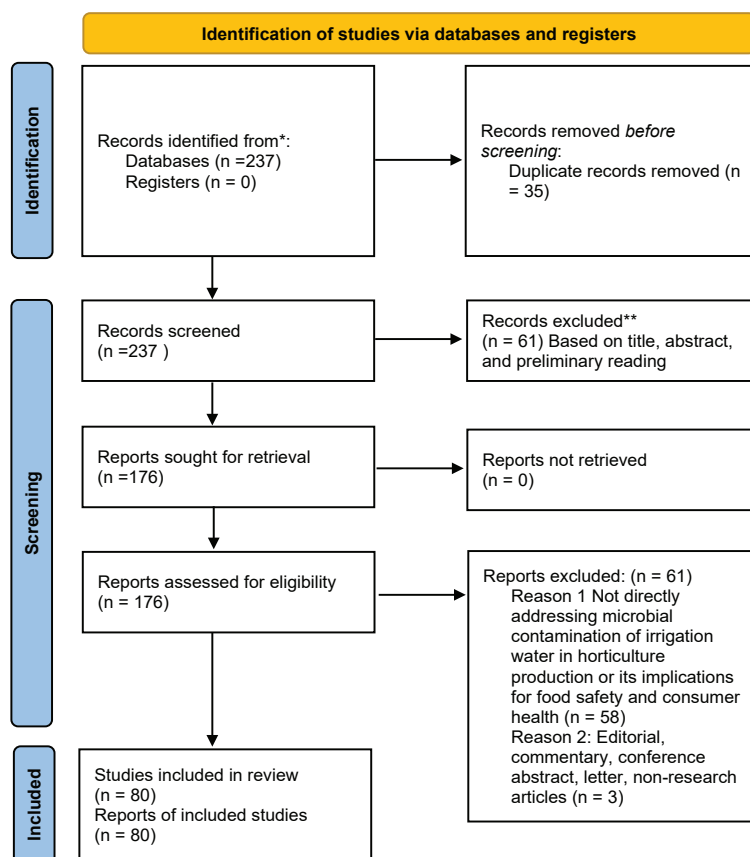 Identification of studies via databases and registers
Identification
Records identified from*:
Databases (n =237)
Registers (n = 0)
Records removed before
screening:
Duplicate records removed (n
= 35)
Screening
Records screened
(n =237 )
Records excluded**
(n = 61) Based on title, abstract,
and preliminary reading
Reports sought for retrieval
(n =176)
Reports not retrieved
(n = 0)
Reports assessed for eligibility
(n = 176)
Reports excluded: (n = 61)
Reason 1 Not directly
addressing microbial
contamination of irrigation
water in horticulture
production or its implications
for food safety and consumer
health (n = 58)
Reason 2: Editorial,
commentary, conference
abstract, letter, non-research
articles (n = 3)
Included
Studies included in review
(n = 80)
Reports of included studies
(n = 80)